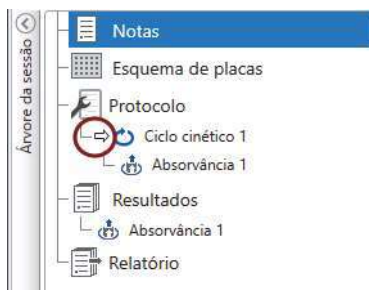 Árvore da sessão
Notas
Esquema de placas
Protocolo
Ciclo cinético 1
Absorvância 1
Resultados
Absorvância 1
Relatório